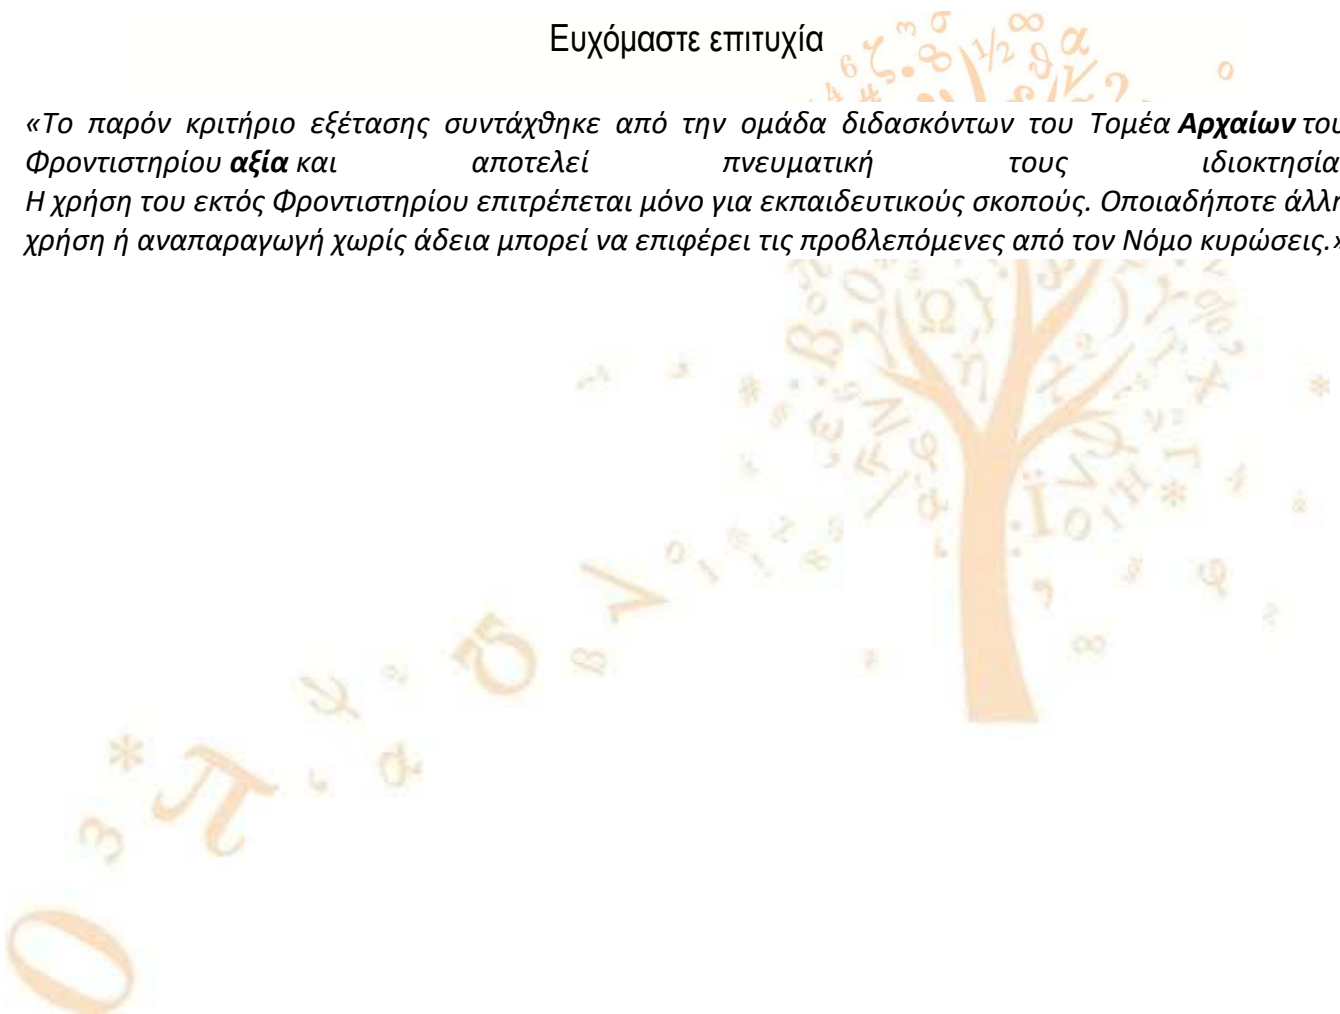 Ευχόμαστε επιτυχία
«Το παρόν κριτήριο εξέτασης συντάχθηκε από την ομάδα διδασκόντων του Τομέα Αρχαίων του
Φροντιστηρίου αξία και αποτελεί πνευματική τους ιδιοκτησία
Η χρήση του εκτός Φροντιστηρίου επιτρέπεται μόνο για εκπαιδευτικούς σκοπούς. Οποιαδήποτε άλλη
χρήση ή αναπαραγωγή χωρίς άδεια μπορεί να επιφέρει τις προβλεπόμενες από τον Νόμο κυρώσεις.»